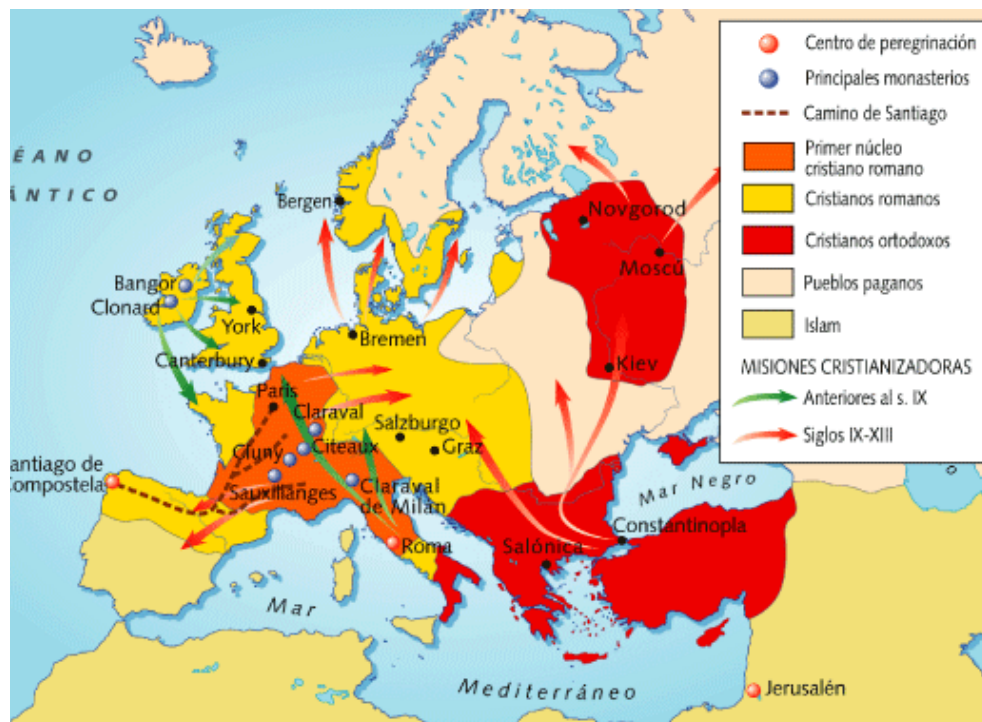 Centro de peregrinación
Principales monasterios
Camino de Santiago
Primer núcleo
cristiano romano
Cristianos romanos
Cristianos ortodoxos
Pueblos paganos
Islam
MISIONES CRISTIANIZADORAS
Anteriores al s. IX
Siglos IX-XIII
ÉANO
ÁNTICO
Bergen
Novgorod
Moscú
Bangor
Clonard
York
Bremen
Canterbury
Kiev
París
Claraval
Salzburgo
Citeaux
Graz
Cluny
antiago de
ompostela
Sauxillanges
Claraval
de Milán
Mar Negro
Constantinopla
Roma
Salónica
Mar
Mediterráneo
Jerusalén